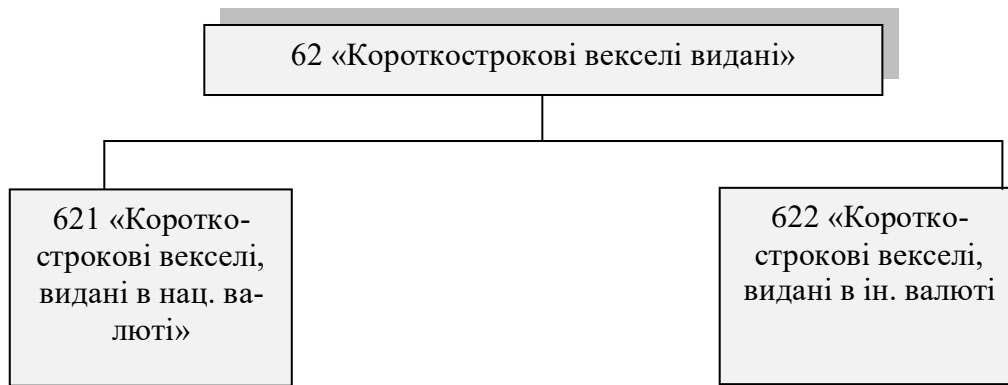 62 «Короткострокові векселі видані»
621 «Коротко-
строкові векселі,
видані в нац. ва-
люті»
622 «Коротко-
строкові векселі,
видані в ін. валюті